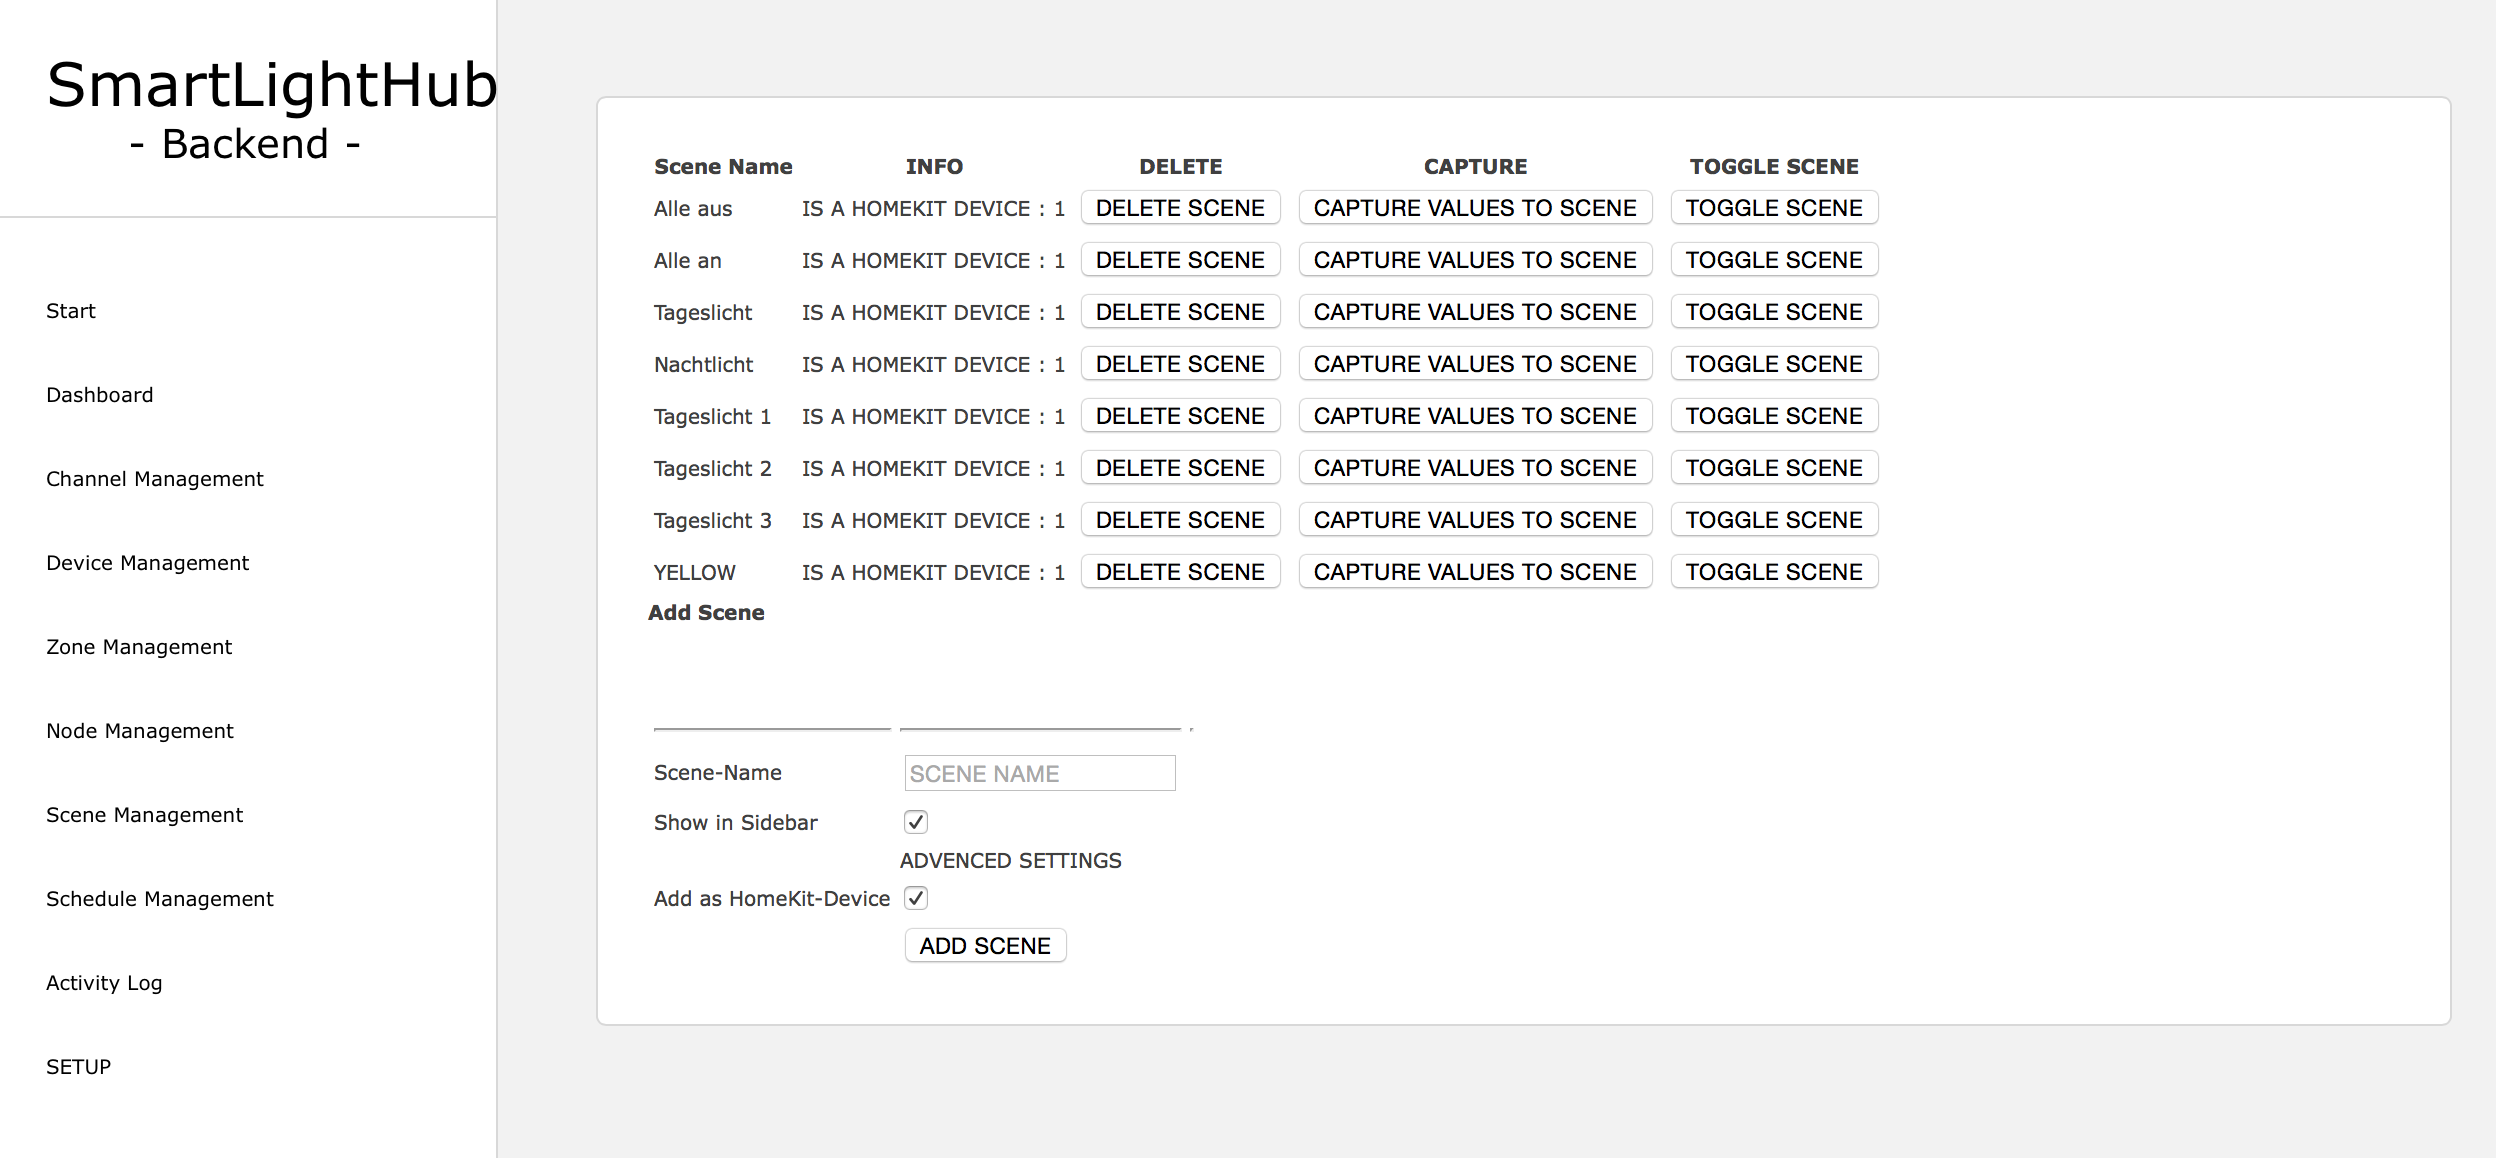 SmartLightHub
- Backend -
Start
Dashboard
Channel Management
Device Management
Zone Management
Node Management
Scene Management
Schedule Management
Activity Log
SETUP
Scene Name INFO DELETE CAPTURE TOGGLE SCENE
Alle aus IS A HOMEKIT DEVICE : 1 DELETE SCENE CAPTURE VALUES TO SCENE TOGGLE SCENE
Alle an IS A HOMEKIT DEVICE : 1 DELETE SCENE CAPTURE VALUES TO SCENE TOGGLE SCENE
Tageslicht IS A HOMEKIT DEVICE : 1 DELETE SCENE CAPTURE VALUES TO SCENE TOGGLE SCENE
Nachtlicht IS A HOMEKIT DEVICE : 1 DELETE SCENE CAPTURE VALUES TO SCENE TOGGLE SCENE
Tageslicht 1 IS A HOMEKIT DEVICE : 1 DELETE SCENE CAPTURE VALUES TO SCENE TOGGLE SCENE
Tageslicht 2 IS A HOMEKIT DEVICE : 1 DELETE SCENE CAPTURE VALUES TO SCENE TOGGLE SCENE
Tageslicht 3 IS A HOMEKIT DEVICE : 1 DELETE SCENE CAPTURE VALUES TO SCENE TOGGLE SCENE
YELLOW IS A HOMEKIT DEVICE : 1 DELETE SCENE CAPTURE VALUES TO SCENE TOGGLE SCENE
Add Scene
Scene-Name SCENE NAME
Show in Sidebar
ADVENCED SETTINGS
Add as HomeKit-Device
ADD SCENE